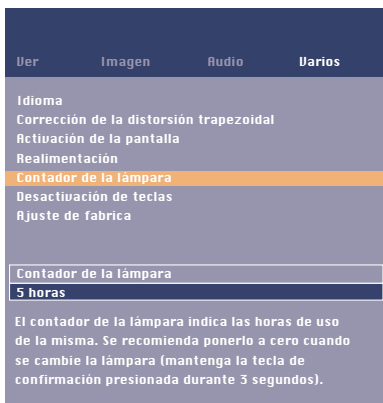 Ver Imagen Audio Varios
Idioma
Corrección de la distorsión trapezoidal
Activación de la pantalla
Realimentación
Contador de la lámpara
Desactivación de teclas
Ajuste de fabrica
Contador de la lámpara
5 horas
El contador de la lámpara indica las horas de uso
de la misma. Se recomienda ponerlo a cero cuando
se cambie la lámpara (mantenga la tecla de
confirmación presionada durante 3 segundos).